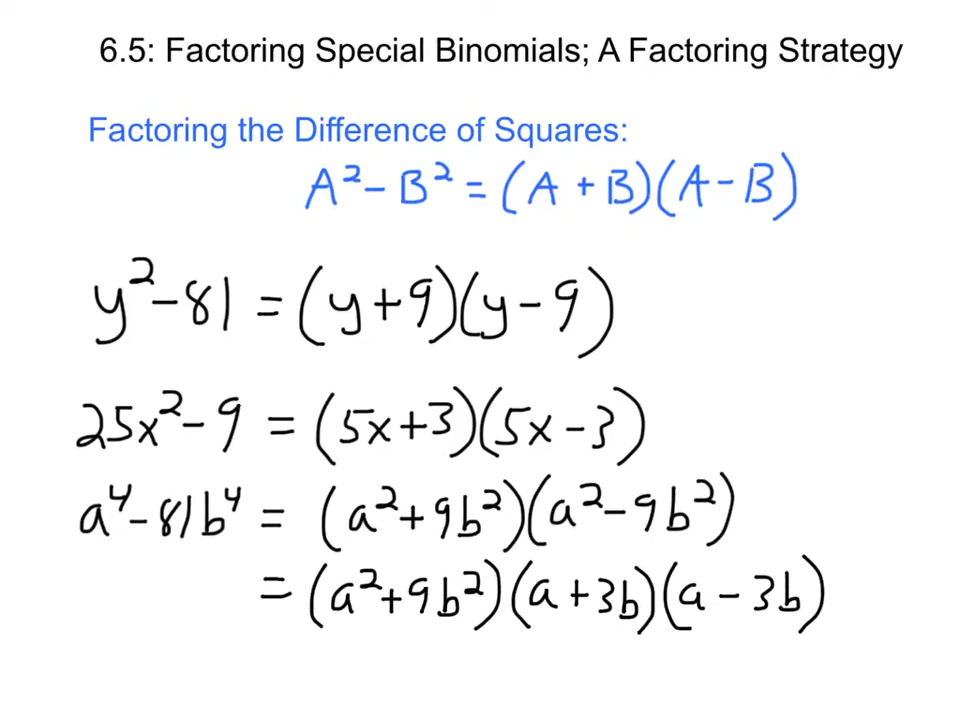 6.5: Factoring Special Binomials; A Factoring Strategy
Factoring the Difference of Squares:
A² - B² = (A + B)(A - B)
y² - 81 = (y + 9)(y - 9)
25x² - 9 = (5x + 3)(5x - 3)
a⁴ - 81b⁴ = (a² + 9b²)(a² - 9b²)
= (a² + 9b²)(a + 3b)(a - 3b)